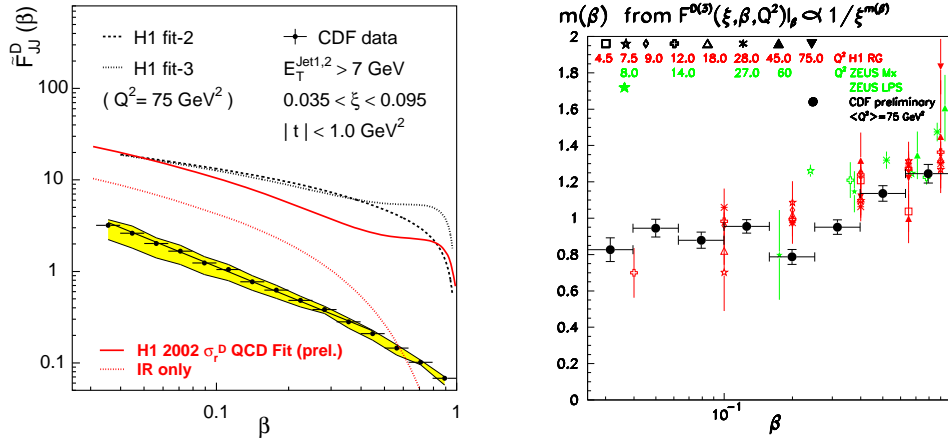 F̃ᴰJJ (β)
H1 fit-2
H1 fit-3
( Q²= 75 GeV² )
CDF data
E_T^Jet1,2 > 7 GeV
0.035 < ξ < 0.095
| t | < 1.0 GeV²
100
10
1
0.1
H1 2002 σ_r^D QCD Fit (prel.)
IR only
0.1
1
β
m(β) from F^D(3)(ξ,β,Q²)|_β ∝ 1/ξ^m(β)
2
1.8
1.6
1.4
1.2
1
0.8
0.6
0.4
0.2
0
4.5 7.5 9.0 12.0 18.0 28.0 45.0 75.0 Q² H1 RG
8.0 14.0 27.0 60 Q² ZEUS Mx
ZEUS LPS
CDF preliminary
<Q²>=75 GeV²
10⁻¹
β